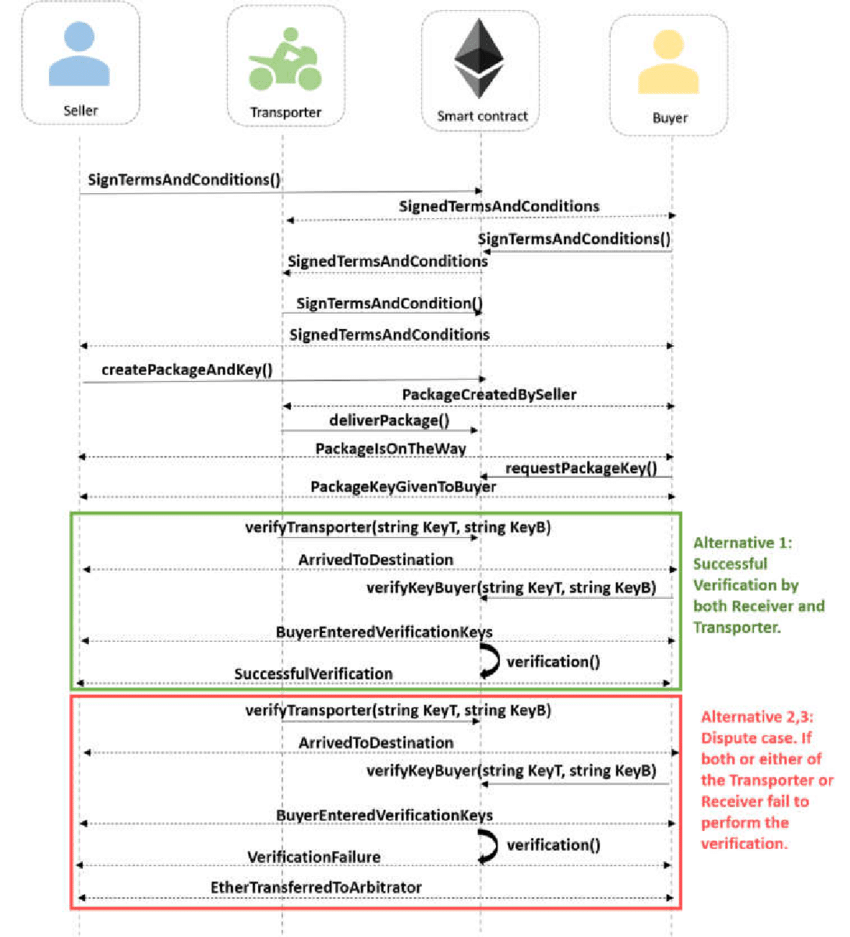 Seller
Transporter
Smart contract
Buyer
SignTermsAndConditions()
SignedTermsAndConditions
SignTermsAndConditions()
SignedTermsAndConditions
SignTermsAndCondition()
SignedTermsAndConditions
createPackageAndKey()
PackageCreatedBySeller
deliverPackage()
PackageIsOnTheWay
requestPackageKey()
PackageKeyGivenToBuyer
verifyTransporter(string KeyT, string KeyB)
ArrivedToDestination
verifyKeyBuyer(string KeyT, string KeyB)
BuyerEnteredVerificationKeys
verification()
SuccessfulVerification
Alternative 1:
Successful
Verification by
both Receiver and
Transporter.
verifyTransporter(string KeyT, string KeyB)
ArrivedToDestination
verifyKeyBuyer(string KeyT, string KeyB)
BuyerEnteredVerificationKeys
verification()
VerificationFailure
EtherTransferredToArbitrator
Alternative 2,3:
Dispute case. If
both or either of
the Transporter or
Receiver fail to
perform the
verification.